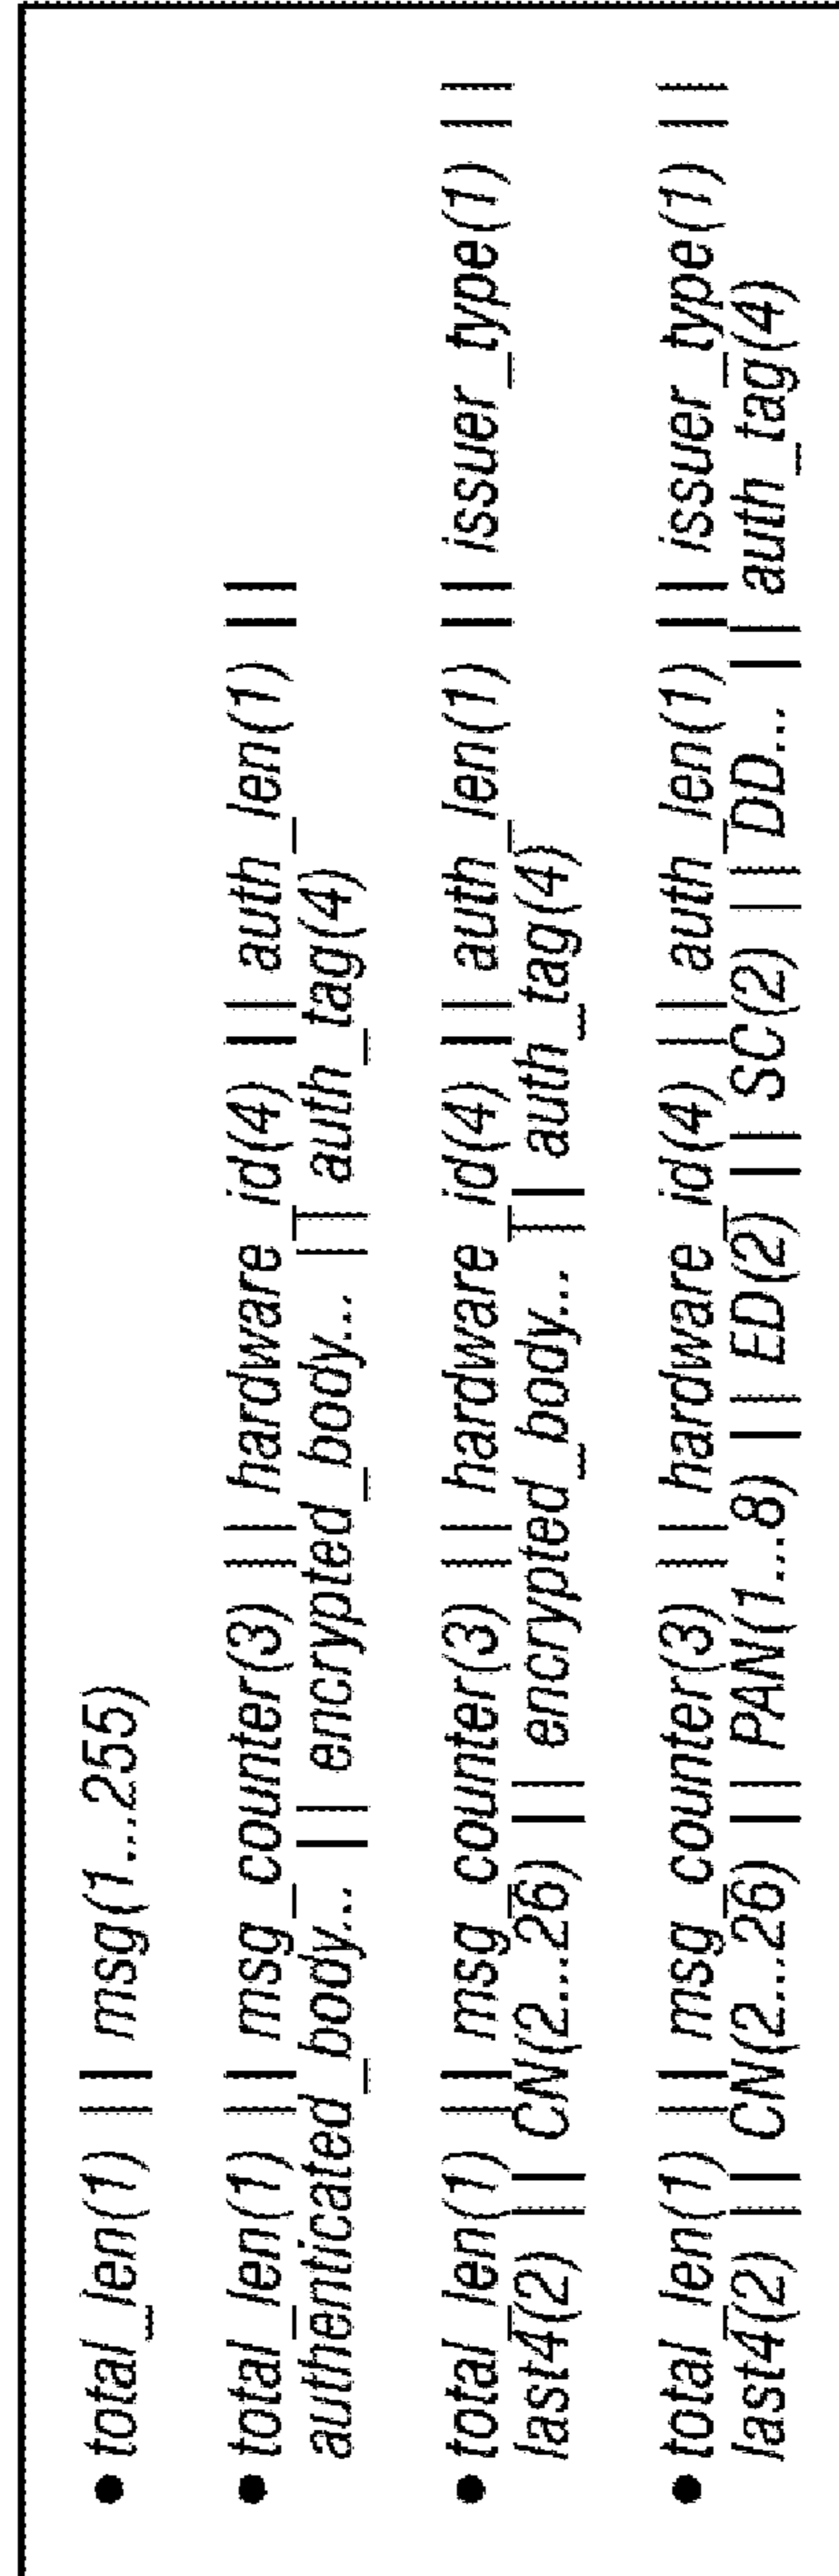 • total_len(1) || msg(1...255)
• total_len(1) || msg_counter(3) || hardware_id(4) || auth_len(1) ||
authenticated_body... || encrypted_body... || auth_tag(4)
• total_len(1) || msg_counter(3) || hardware_id(4) || auth_len(1) || issuer_type(1) ||
last4(2) || CN(2...26) || encrypted_body... || auth_tag(4)
• total_len(1) || msg_counter(3) || hardware_id(4) || auth_len(1) || issuer_type(1) ||
last4(2) || CN(2...26) || PAN(1...8) || ED(2) || SC(2) || DD... || auth_tag(4)